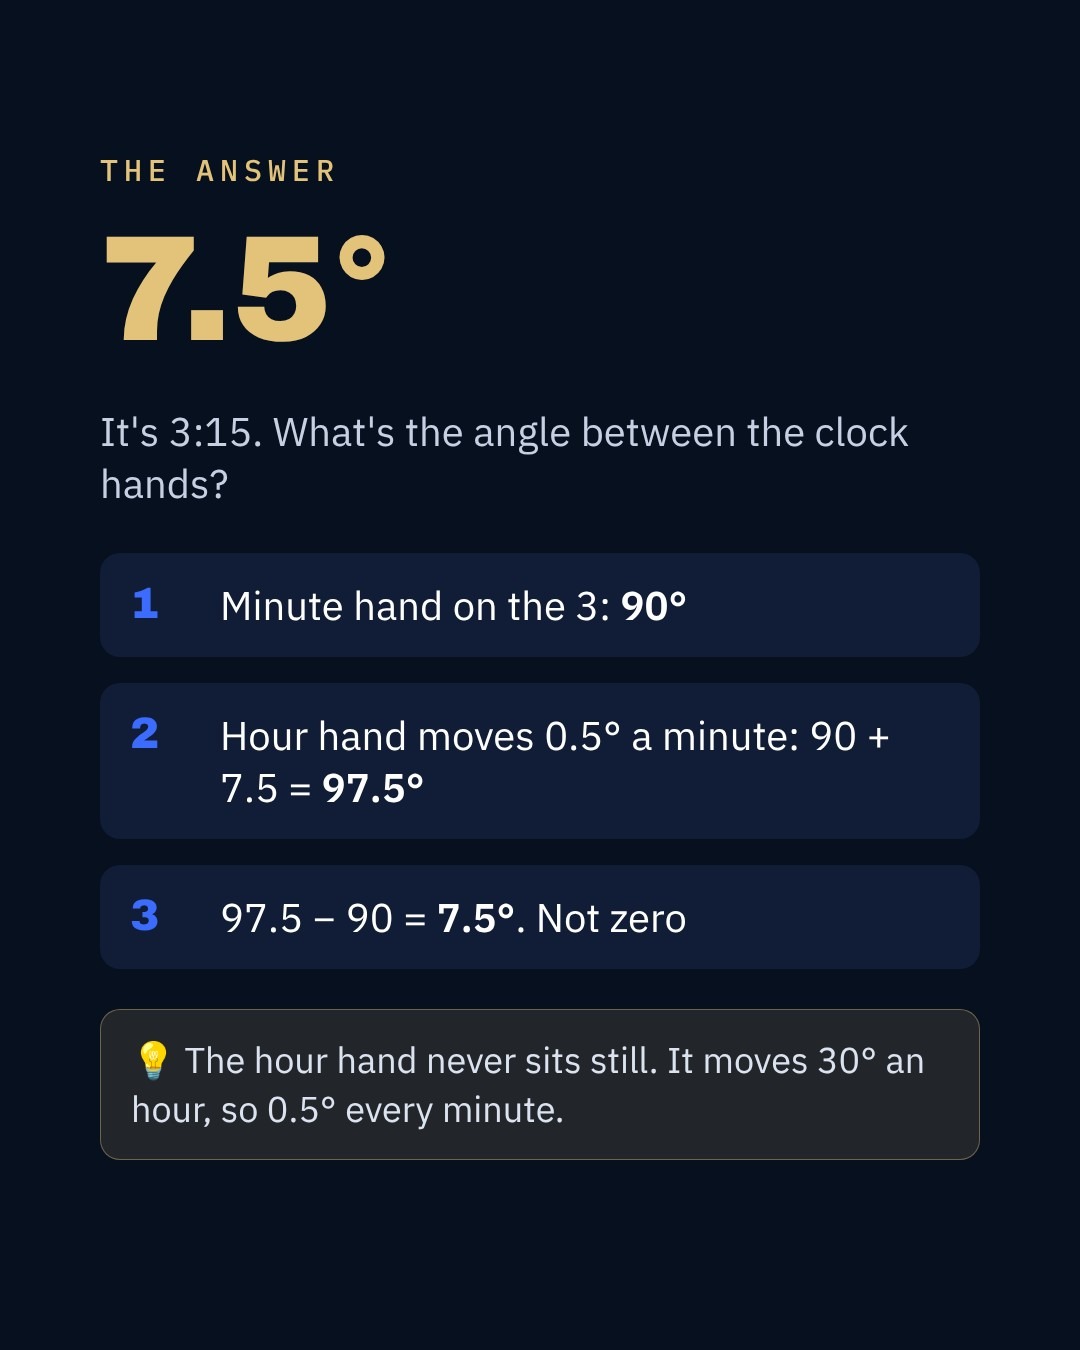 THE ANSWER
7.5°
It's 3:15. What's the angle between the clock
hands?
1 Minute hand on the 3: 90°
2 Hour hand moves 0.5° a minute: 90 +
7.5 = 97.5°
3 97.5 – 90 = 7.5°. Not zero
💡 The hour hand never sits still. It moves 30° an
hour, so 0.5° every minute.